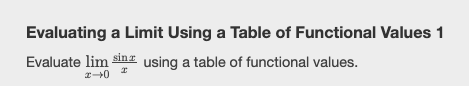 Evaluating a Limit Using a Table of Functional Values 1
Evaluate lim x→0 sin x / x using a table of functional values.